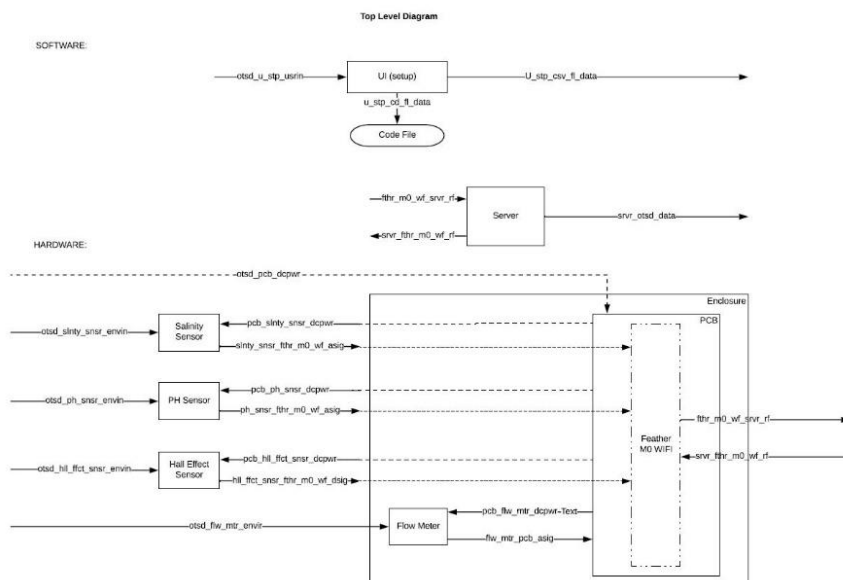 Top Level Diagram
SOFTWARE:
otsd_u_stp_usrin
UI (setup)
U_stp_csv_fl_data
u_stp_cd_fl_data
Code File
fthr_m0_wf_srvr_rf
Server
srvr_otsd_data
srvr_fthr_m0_wf_rf
HARDWARE:
otsd_pcb_dcpwr
Enclosure
PCB
otsd_slnty_snsr_envin
Salinity
Sensor
pcb_slnty_snsr_dcpwr
slnty_snsr_fthr_m0_wf_asig
otsd_ph_snsr_envin
PH Sensor
pcb_ph_snsr_dcpwr
ph_snsr_fthr_m0_wf_asig
otsd_hll_ffct_snsr_envin
Hall Effect
Sensor
pcb_hll_ffct_snsr_dcpwr
hll_ffct_snsr_fthr_m0_wf_dsig
Feather
M0 WIFI
fthr_m0_wf_srvr_rf
srvr_fthr_m0_wf_rf
otsd_flw_mtr_envir
Flow Meter
pcb_flw_mtr_dcpwr Text
flw_mtr_pcb_asig